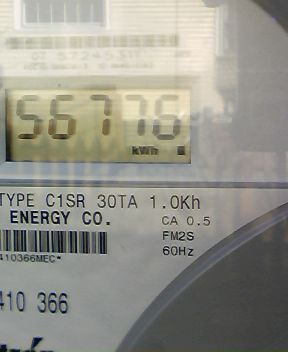 56776
kWh
TYPE C1SR 30TA 1.0Kh
ENERGY CO. CA 0.5
FM2S
410366MEC* 60Hz
410 366